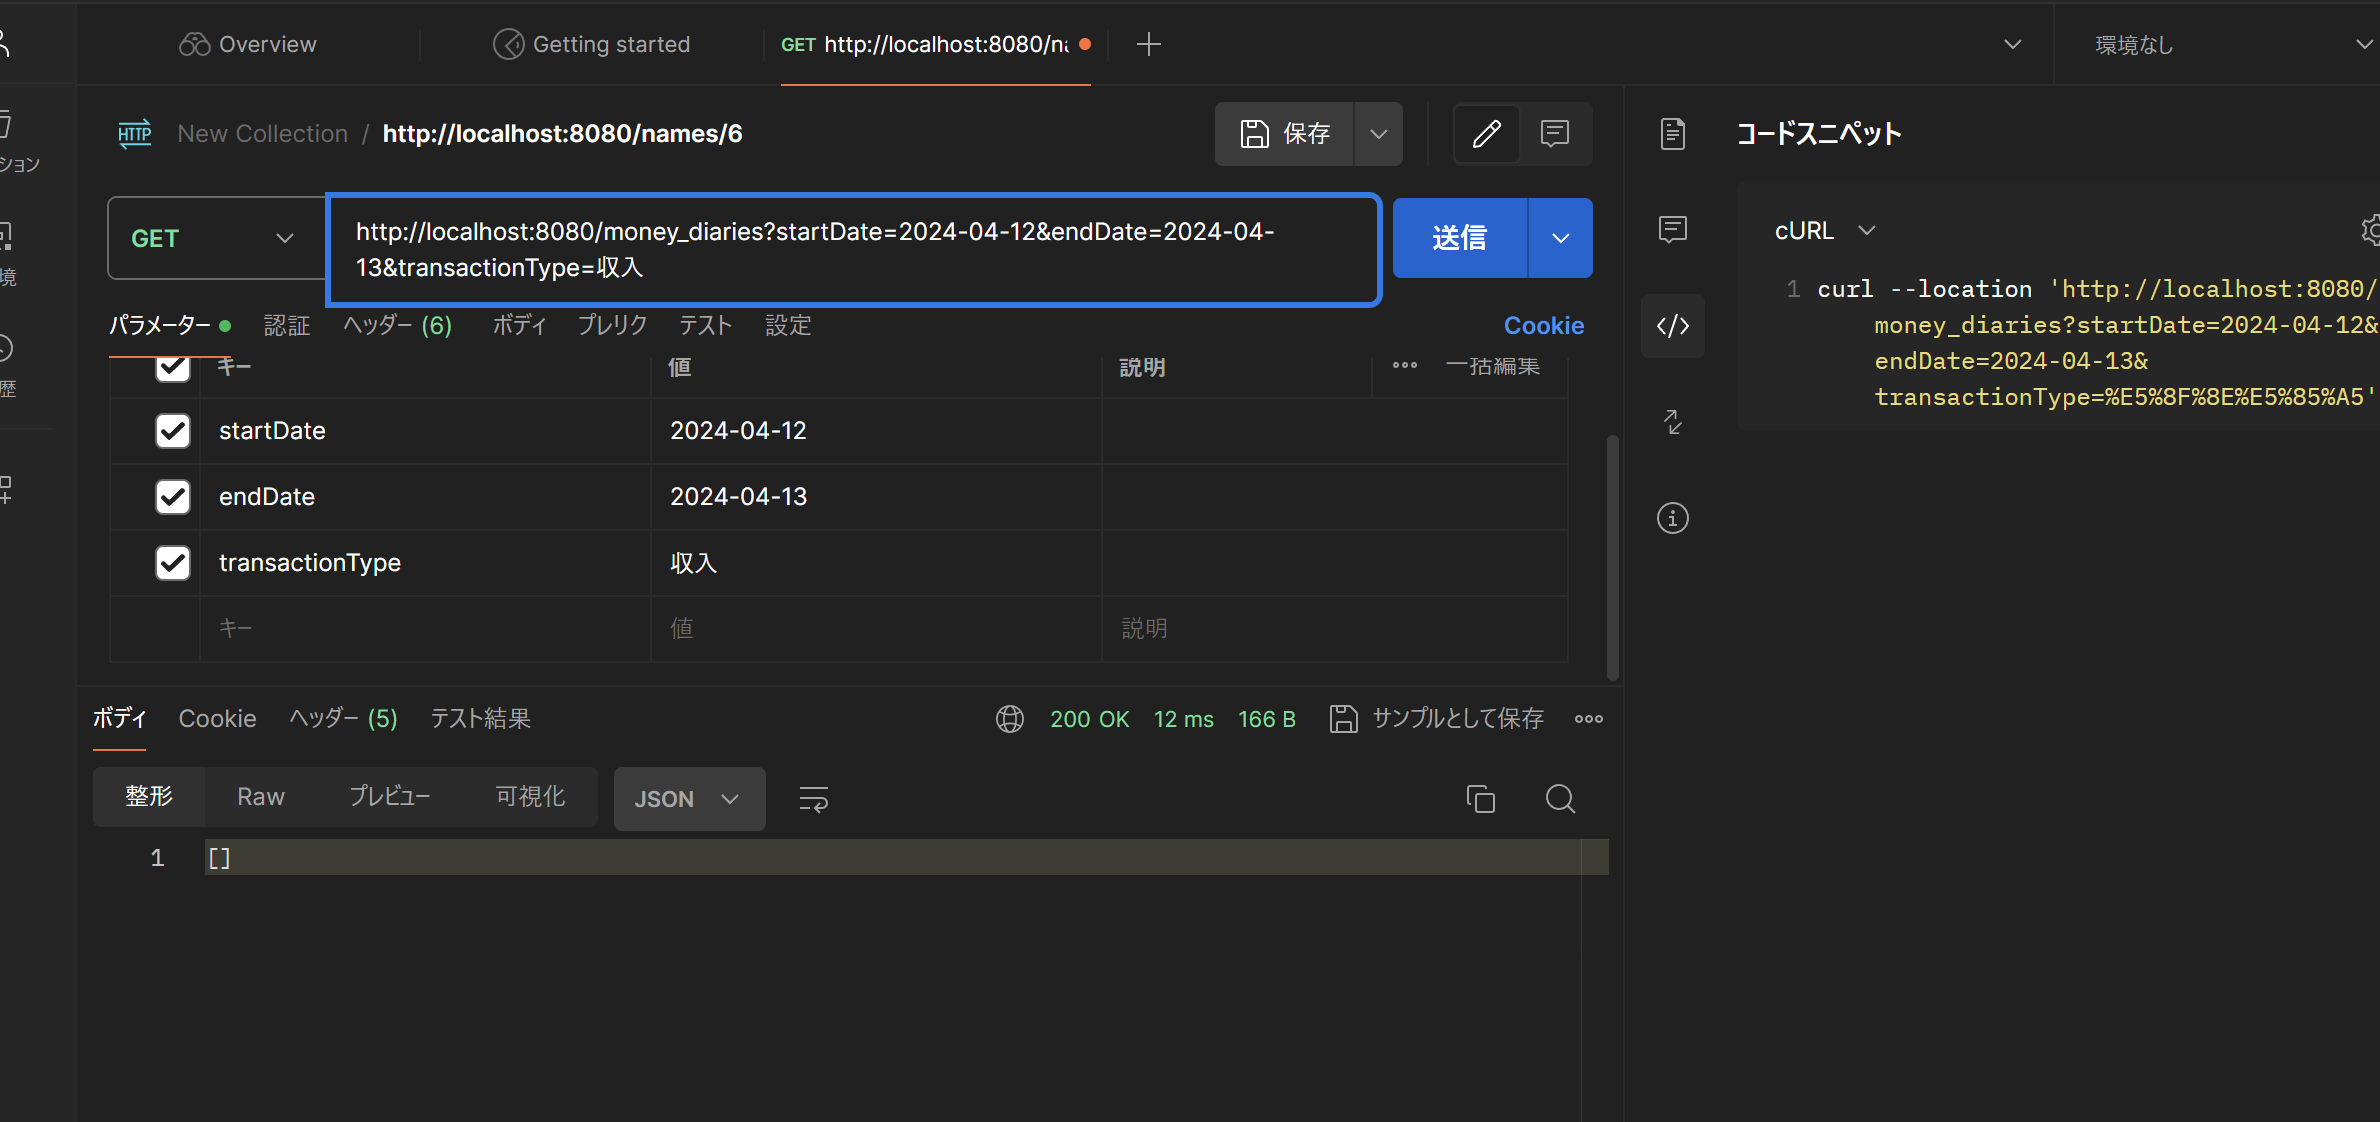 Overview
Getting started
GET http://localhost:8080/na
環境なし
ション
境
歴
HTTP New Collection / http://localhost:8080/names/6
保存
GET
http://localhost:8080/money_diaries?startDate=2024-04-12&endDate=2024-04-
13&transactionType=収入
送信
パラメーター 認証 ヘッダー (6) ボディ プレリク テスト 設定 Cookie
キー 値 説明 一括編集
startDate 2024-04-12
endDate 2024-04-13
transactionType 収入
キー 値 説明
ボディ Cookie ヘッダー (5) テスト結果 200 OK 12 ms 166 B サンプルとして保存
整形 Raw プレビュー 可視化 JSON
1 []
コードスニペット
cURL
1 curl --location 'http://localhost:8080/
money_diaries?startDate=2024-04-12&
endDate=2024-04-13&
transactionType=%E5%8F%8E%E5%85%A5'